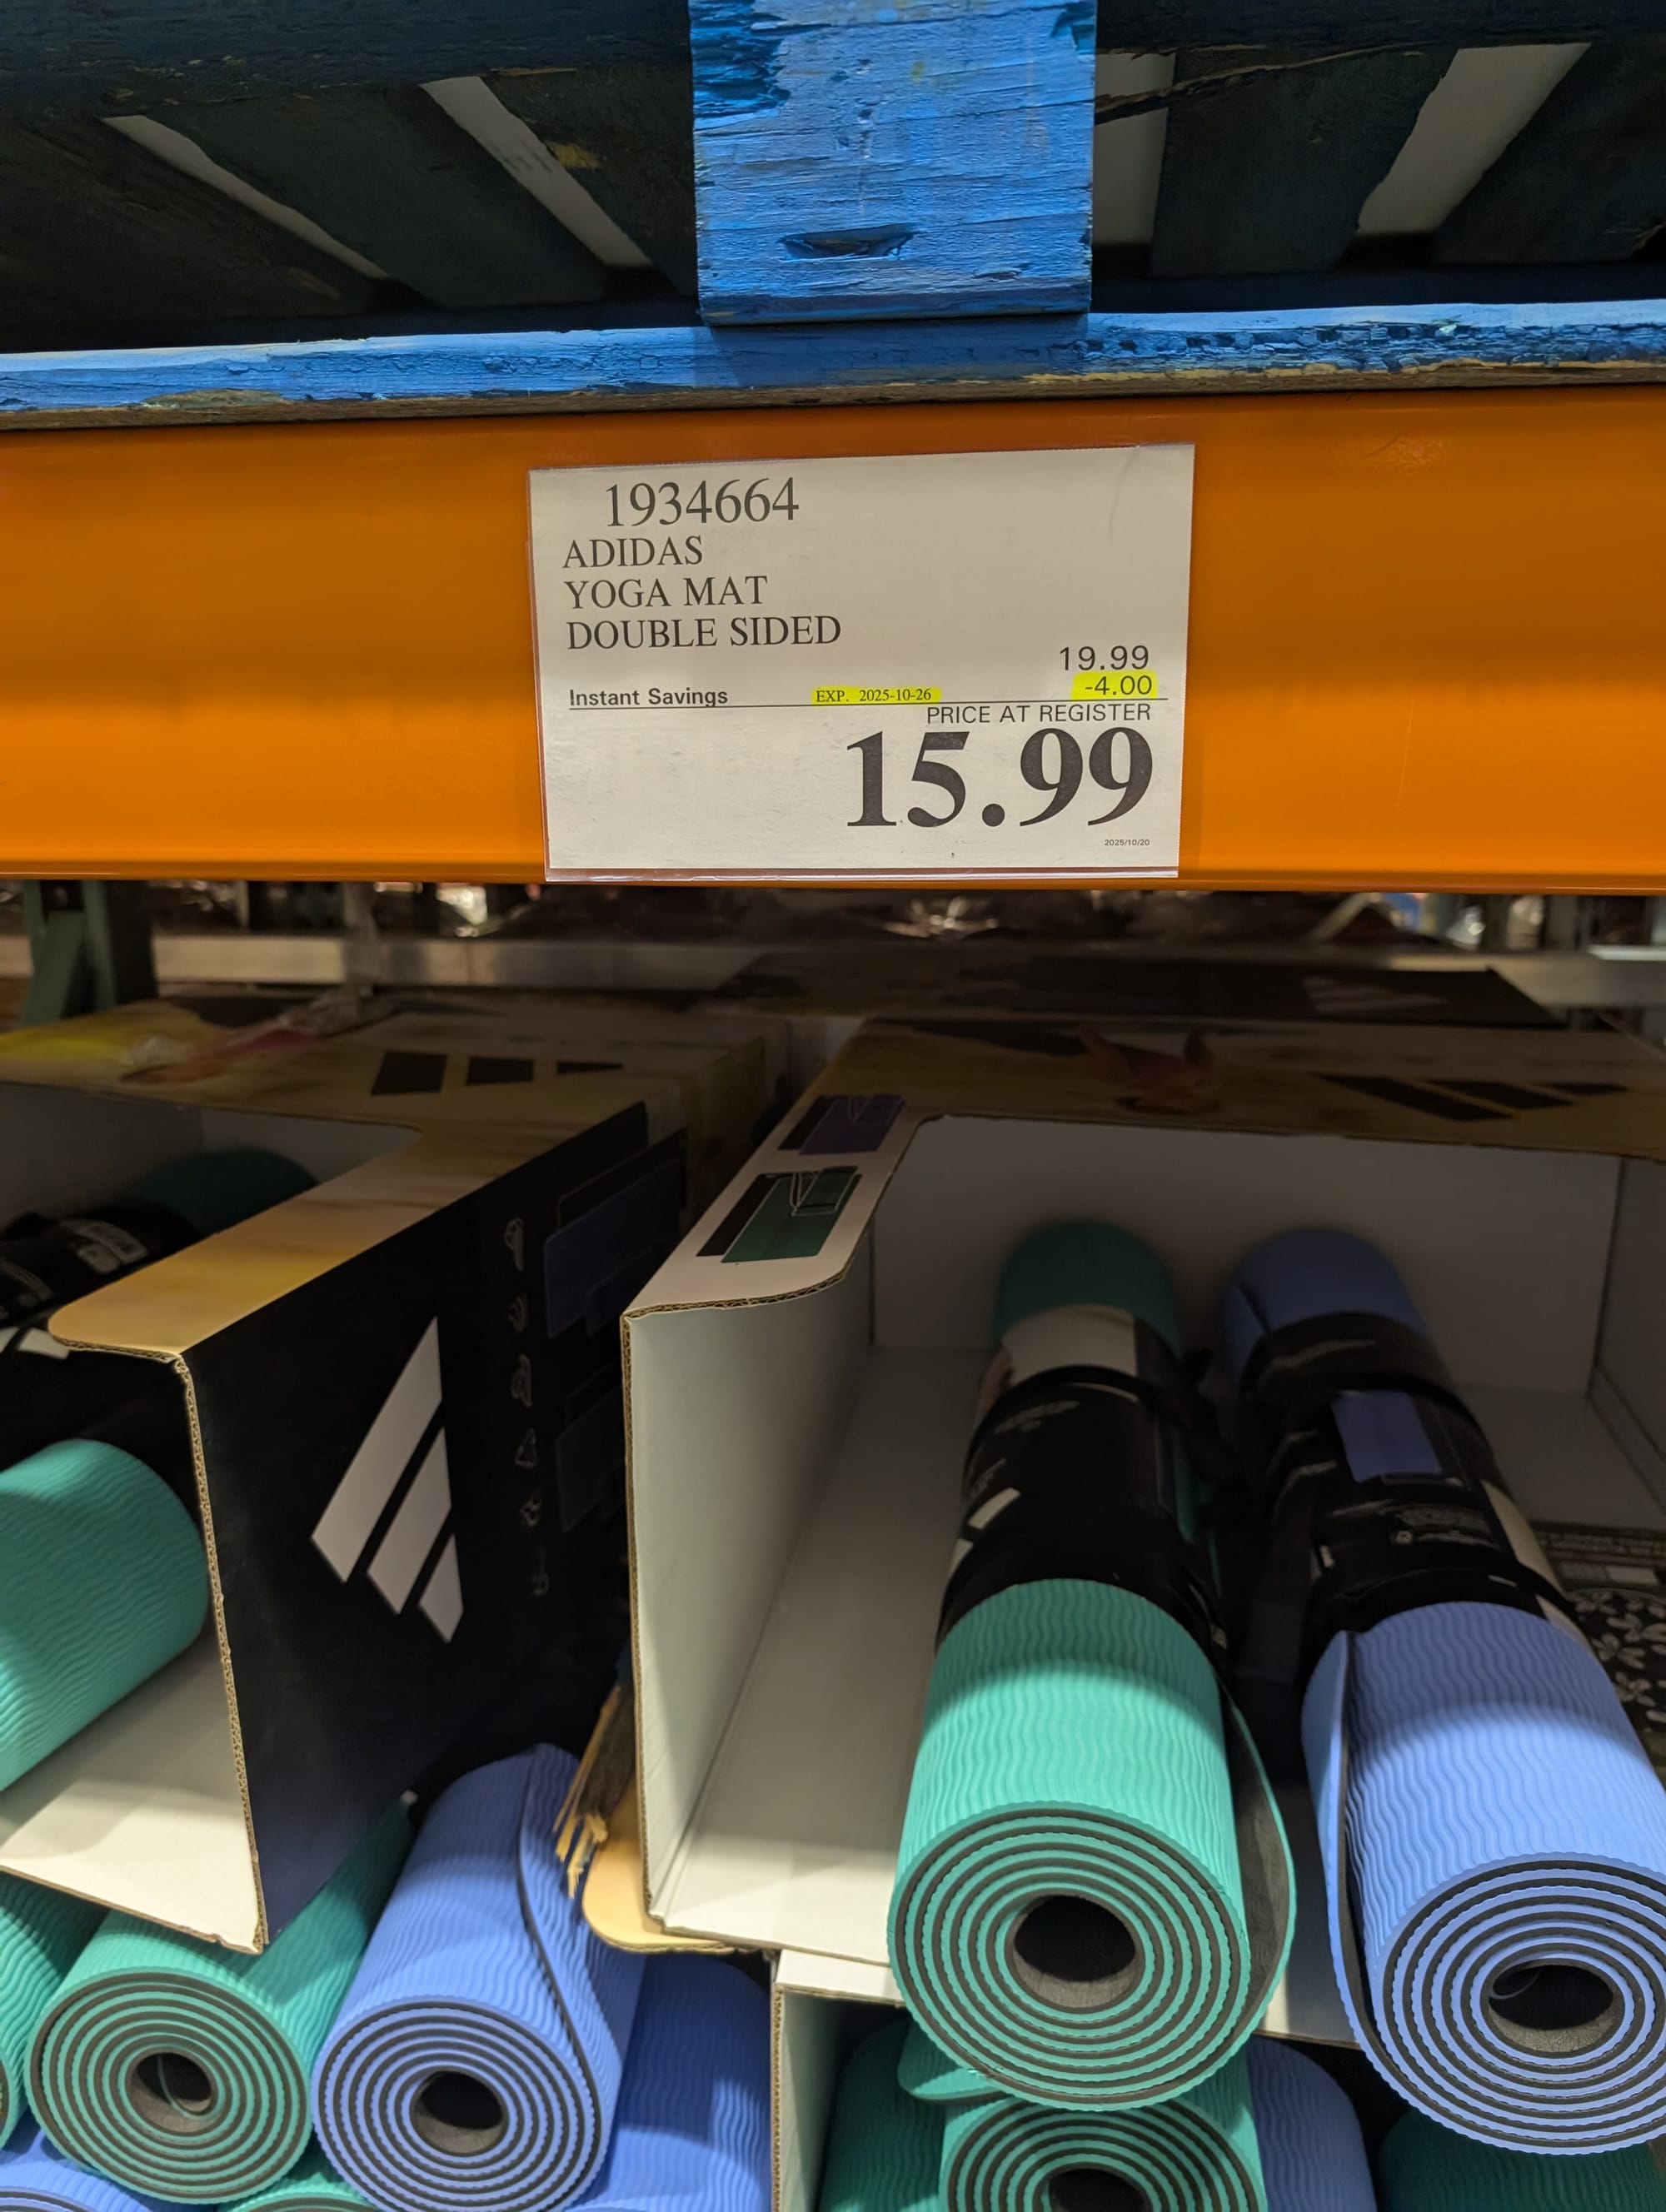 1934664
ADIDAS
YOGA MAT
DOUBLE SIDED
19.99
Instant Savings EXP. 2025-10-26 -4.00
PRICE AT REGISTER
15.99
2025/10/20